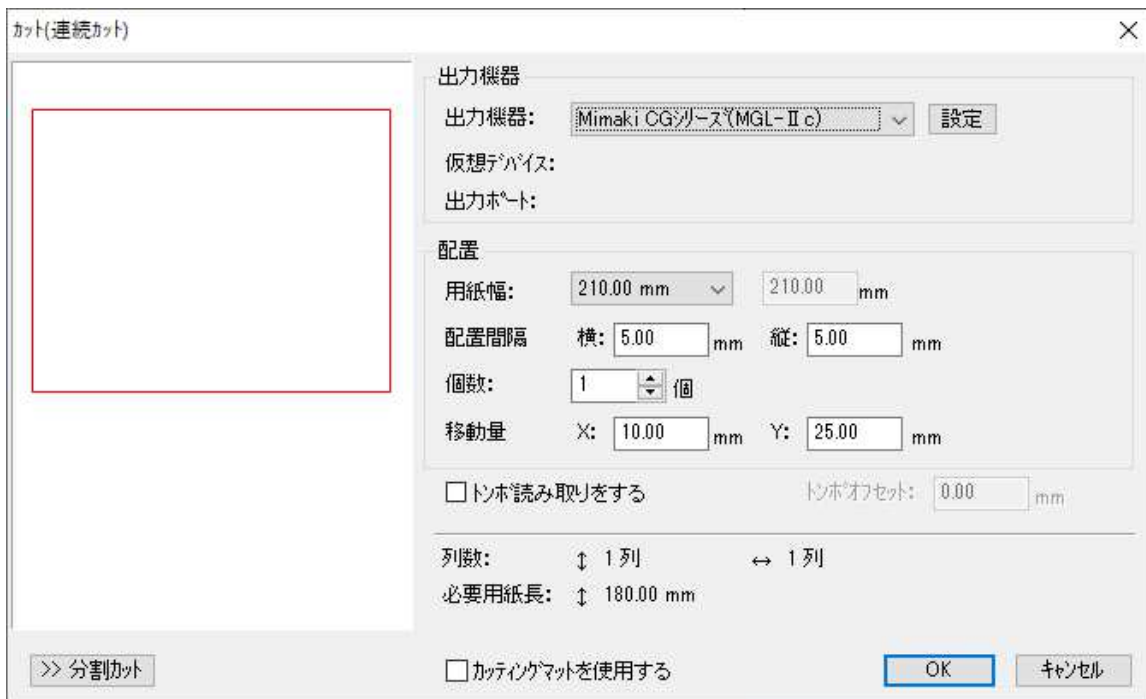 ｶｯﾄ(連続ｶｯﾄ)
出力機器
出力機器: Mimaki CGｼﾘｰｽﾞ(MGL-Ⅱc) 設定
仮想ﾃﾞﾊﾞｲｽ:
出力ﾎﾟｰﾄ:
配置
用紙幅: 210.00 mm 210.00 mm
配置間隔 横: 5.00 mm 縦: 5.00 mm
個数: 1 個
移動量 X: 10.00 mm Y: 25.00 mm
ﾄﾝﾎﾞ読み取りをする ﾄﾝﾎﾞｵﾌｾｯﾄ: 0.00 mm
列数: ↕ 1 列 ↔ 1 列
必要用紙長: ↕ 180.00 mm
>> 分割ｶｯﾄ ｶｯﾃｨﾝｸﾞﾏｯﾄを使用する OK ｷｬﾝｾﾙ